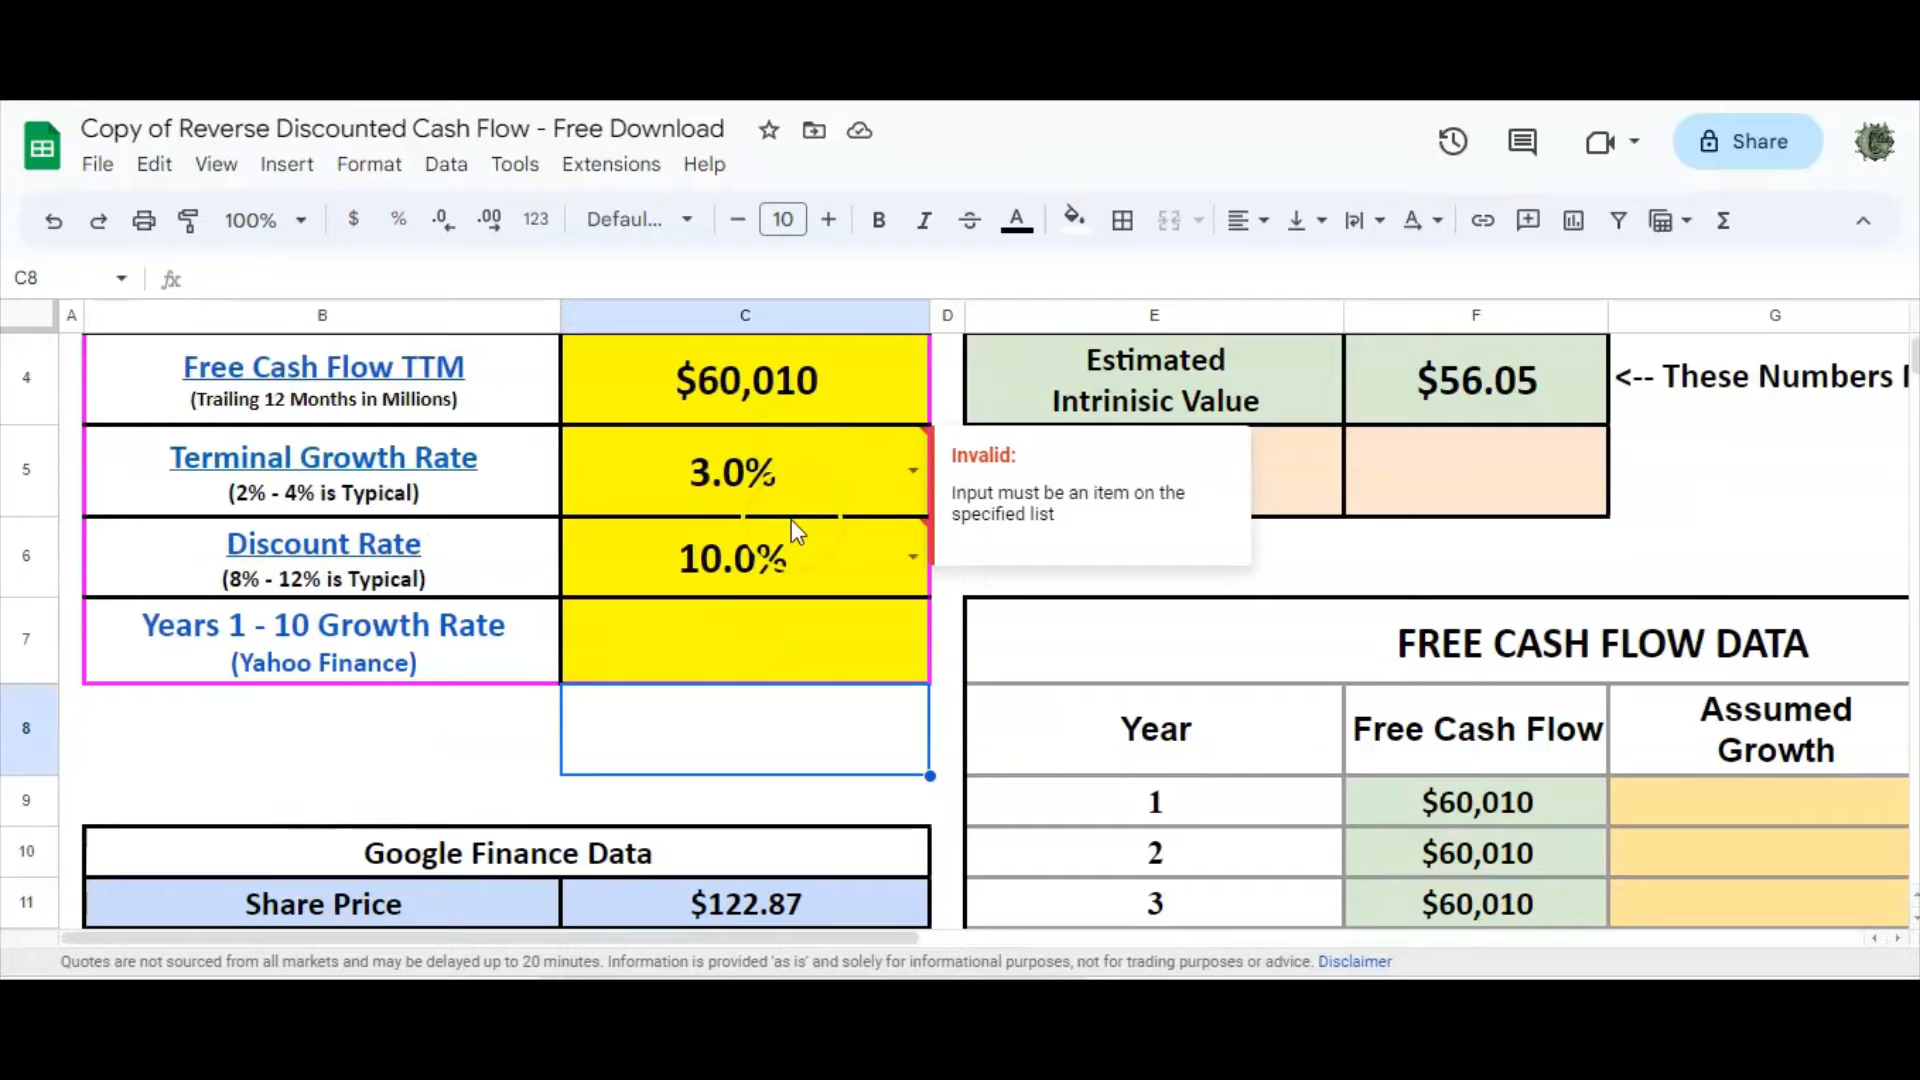 Copy of Reverse Discounted Cash Flow - Free Download
File Edit View Insert Format Data Tools Extensions Help
Share
100% $ % .0 .00 123 Defaul... 10 B I A
C8 fx
A B C D E F G
4 Free Cash Flow TTM
(Trailing 12 Months in Millions)
$60,010
Estimated
Intrinisic Value
$56.05
<-- These Numbers
5 Terminal Growth Rate
(2% - 4% is Typical)
3.0%
Invalid:
Input must be an item on the
specified list
6 Discount Rate
(8% - 12% is Typical)
10.0%
7 Years 1 - 10 Growth Rate
(Yahoo Finance)
FREE CASH FLOW DATA
8
Year
Free Cash Flow
Assumed
Growth
9 1 $60,010
10 Google Finance Data 2 $60,010
11 Share Price $122.87 3 $60,010
Quotes are not sourced from all markets and may be delayed up to 20 minutes. Information is provided 'as is' and solely for informational purposes, not for trading purposes or advice. Disclaimer